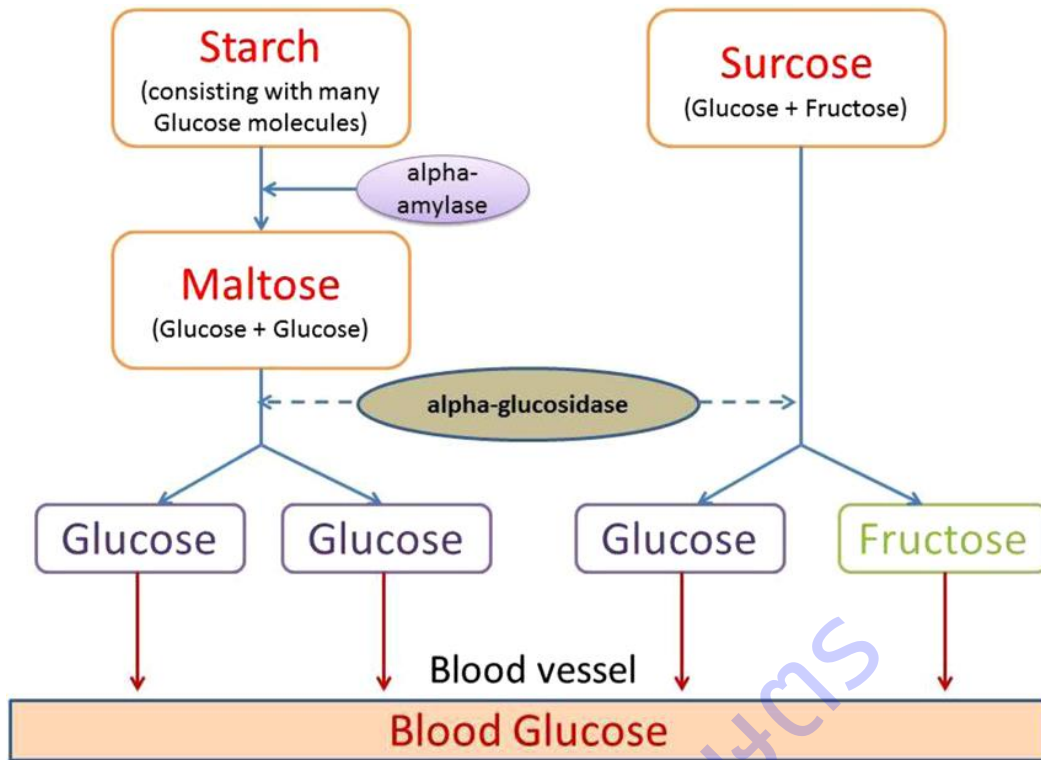 Starch
(consisting with many
Glucose molecules)
Surcose
(Glucose + Fructose)
alpha-
amylase
Maltose
(Glucose + Glucose)
alpha-glucosidase
Glucose
Glucose
Glucose
Fructose
Blood vessel
Blood Glucose